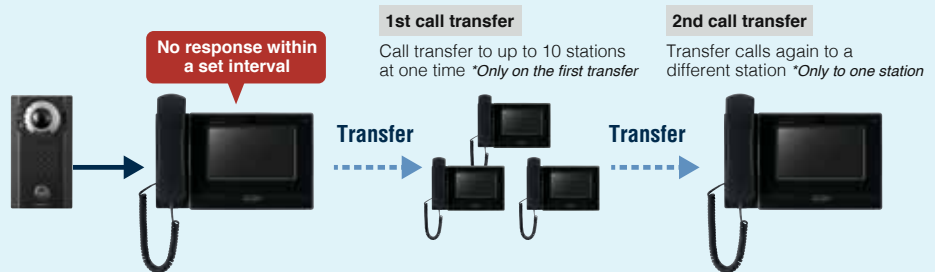 No response within
a set interval
1st call transfer
Call transfer to up to 10 stations
at one time *Only on the first transfer
2nd call transfer
Transfer calls again to a
different station *Only to one station
Transfer
Transfer